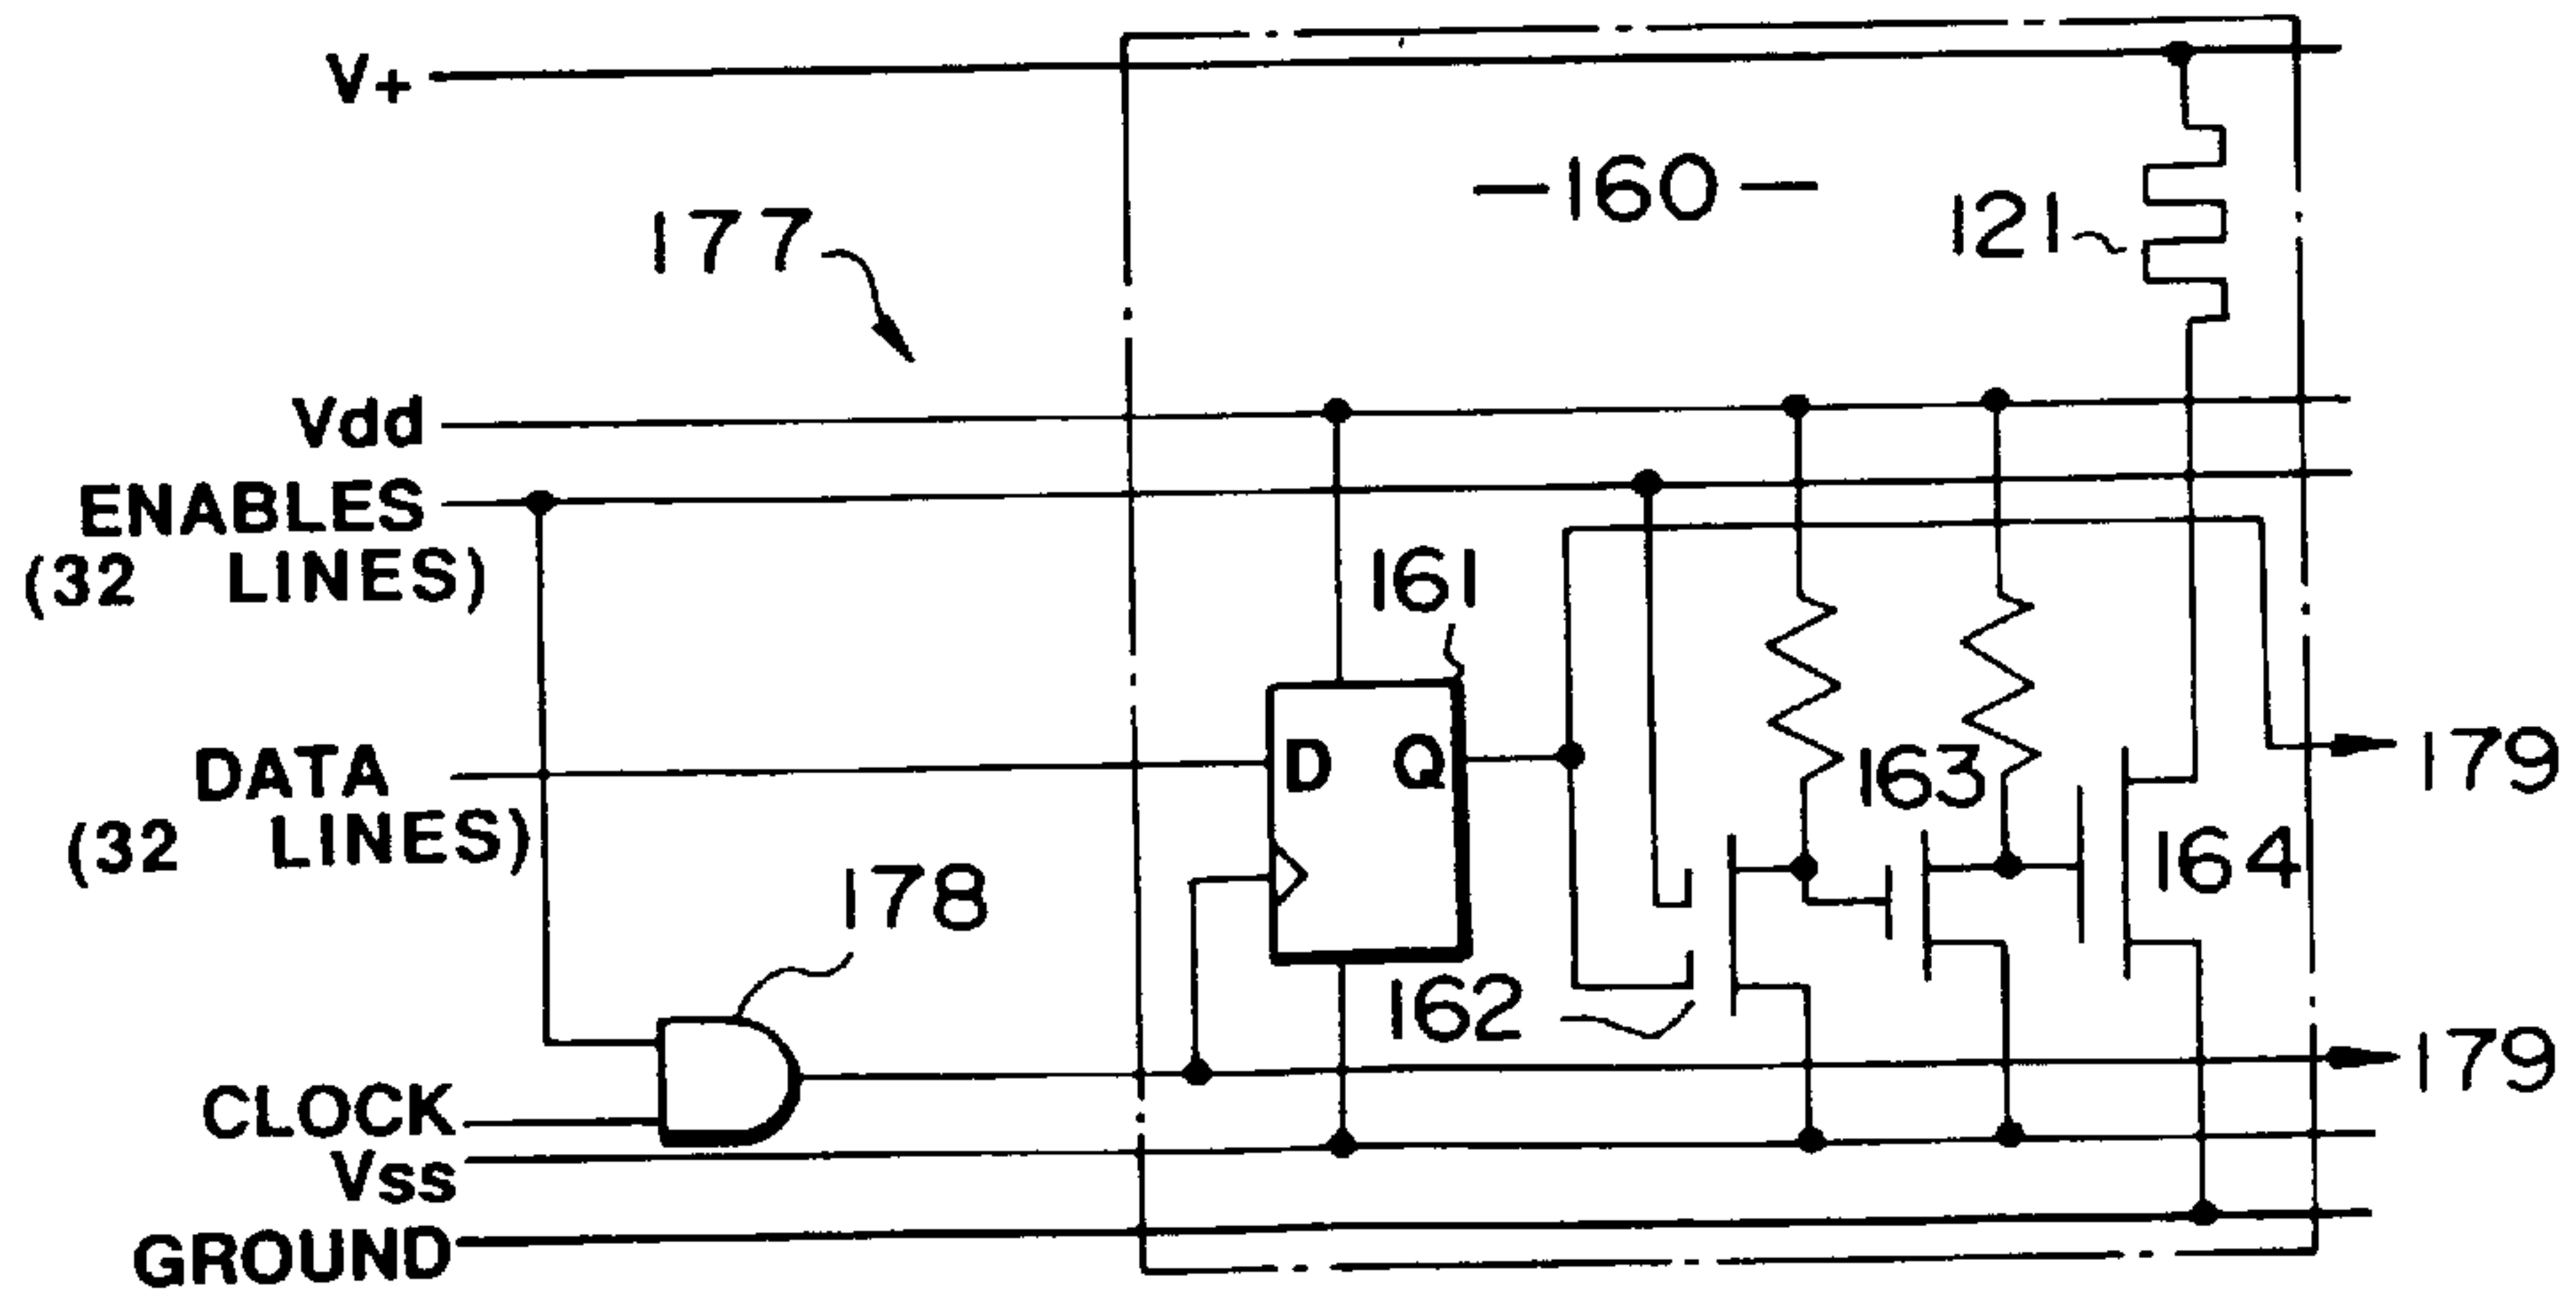 V+
—160—
121
177
Vdd
ENABLES
(32 LINES)
161
DATA
(32 LINES)
D Q
163
164
179
178
162
CLOCK
179
Vss
GROUND